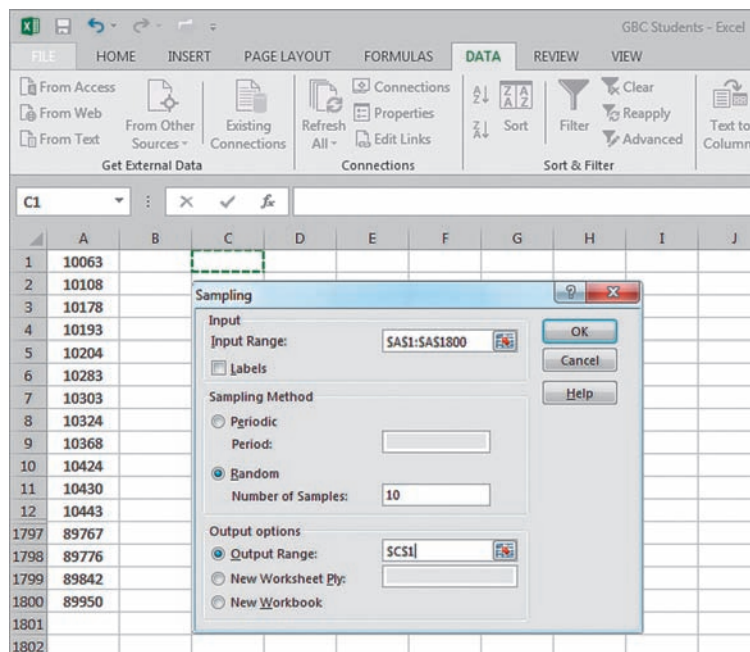 GBC Students - Excel
FILE HOME INSERT PAGE LAYOUT FORMULAS DATA REVIEW VIEW
From Access
From Web
From Text
From Other Sources
Existing Connections
Get External Data
Refresh All
Connections
Properties
Edit Links
Connections
A Z
Z A
Z A A Z
Sort
Filter
Clear
Reapply
Advanced
Sort & Filter
Text to
Column
C1 fx
A B C D E F G H I J
1 10063
2 10108
3 10178
4 10193
5 10204
6 10283
7 10303
8 10324
9 10368
10 10424
11 10430
12 10443
1797 89767
1798 89776
1799 89842
1800 89950
1801
1802
Sampling ?
Input
Input Range: $A$1:$A$1800
Labels
Sampling Method
Periodic
Period:
Random
Number of Samples: 10
Output options
Output Range: $C$1
New Worksheet Ply:
New Workbook
OK
Cancel
Help